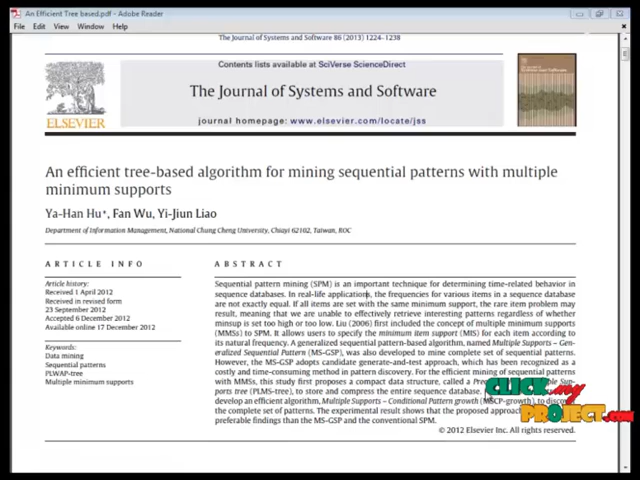 An Efficient Tree based.pdf - Adobe Reader
File Edit View Window Help
The Journal of Systems and Software 86 (2013) 1224–1238
Contents lists available at SciVerse ScienceDirect
The Journal of Systems and Software
journal homepage: www.elsevier.com/locate/jss
ELSEVIER
An efficient tree-based algorithm for mining sequential patterns with multiple
minimum supports
Ya-Han Hu*, Fan Wu, Yi-Jiun Liao
Department of Information Management, National Chung Cheng University, Chiayi 62102, Taiwan, ROC
ARTICLE INFO
Article history:
Received 1 April 2012
Received in revised form
23 September 2012
Accepted 6 December 2012
Available online 17 December 2012
Keywords:
Data mining
Sequential patterns
PLWAP-tree
Multiple minimum supports
ABSTRACT
Sequential pattern mining (SPM) is an important technique for determining time-related behavior in
sequence databases. In real-life applications, the frequencies for various items in a sequence database
are not exactly equal. If all items are set with the same minimum support, the rare item problem may
result, meaning that we are unable to effectively retrieve interesting patterns regardless of whether
minsup is set too high or too low. Liu (2006) first included the concept of multiple minimum supports
(MMSs) to SPM. It allows users to specify the minimum item support (MIS) for each item according to
its natural frequency. A generalized sequential pattern-based algorithm, named Multiple Supports – Gen-
eralized Sequential Pattern (MS-GSP), was also developed to mine complete set of sequential patterns.
However, the MS-GSP adopts candidate generate-and-test approach, which has been recognized as a
costly and time-consuming method in pattern discovery. For the efficient mining of sequential patterns
with MMSs, this study first proposes a compact data structure, called a Sup-
ports tree (PLMS-tree), to store and compress the entire sequence database.
develop an efficient algorithm, Multiple Supports – Conditional Pattern growth (MSCP-growth), to discover
the complete set of patterns. The experimental result shows that the proposed approach
preferable findings than the MS-GSP and the conventional SPM.
© 2012 Elsevier Inc. All rights reserved.
CLICK my
PROJECT.COM